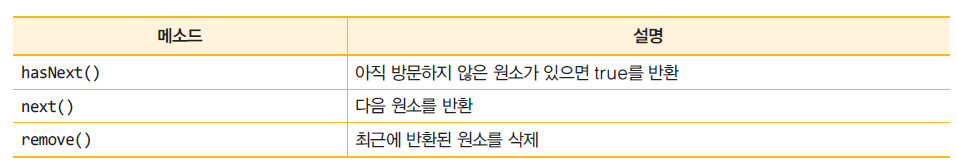 메소드 설명
hasNext() 아직 방문하지 않은 원소가 있으면 true를 반환
next() 다음 원소를 반환
remove() 최근에 반환된 원소를 삭제